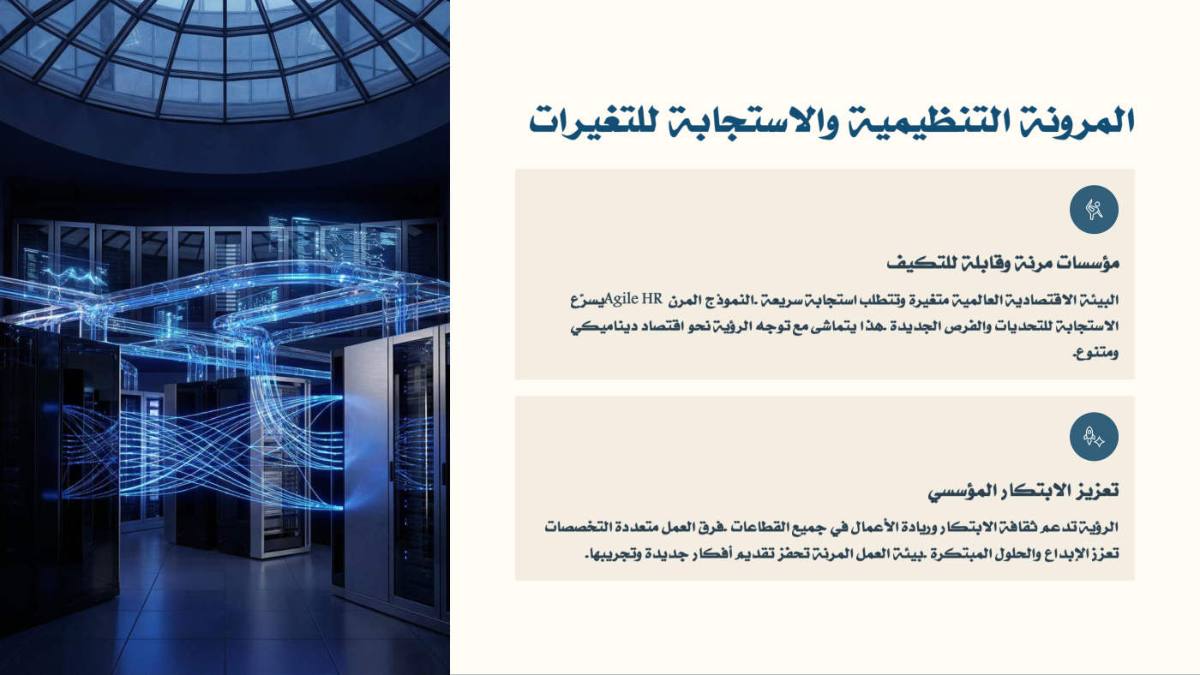 المرونة التنظيمية والاستجابة للتغيرات
مؤسسات مرنة وقابلة للتكيف
البيئة الاقتصادية العالمية متغيرة وتتطلب استجابة سريعة .النموذج المرن Agile HRيسرّع
الاستجابة للتحديات والفرص الجديدة .هذا يتماشى مع توجه الرؤية نحو اقتصاد ديناميكي
ومتنوع.
تعزيز الابتكار المؤسسي
الرؤية تدعم ثقافة الابتكار وريادة الأعمال في جميع القطاعات .فرق العمل متعددة التخصصات
تعزز الإبداع والحلول المبتكرة .بيئة العمل المرنة تحفز تقديم أفكار جديدة وتجريبها.